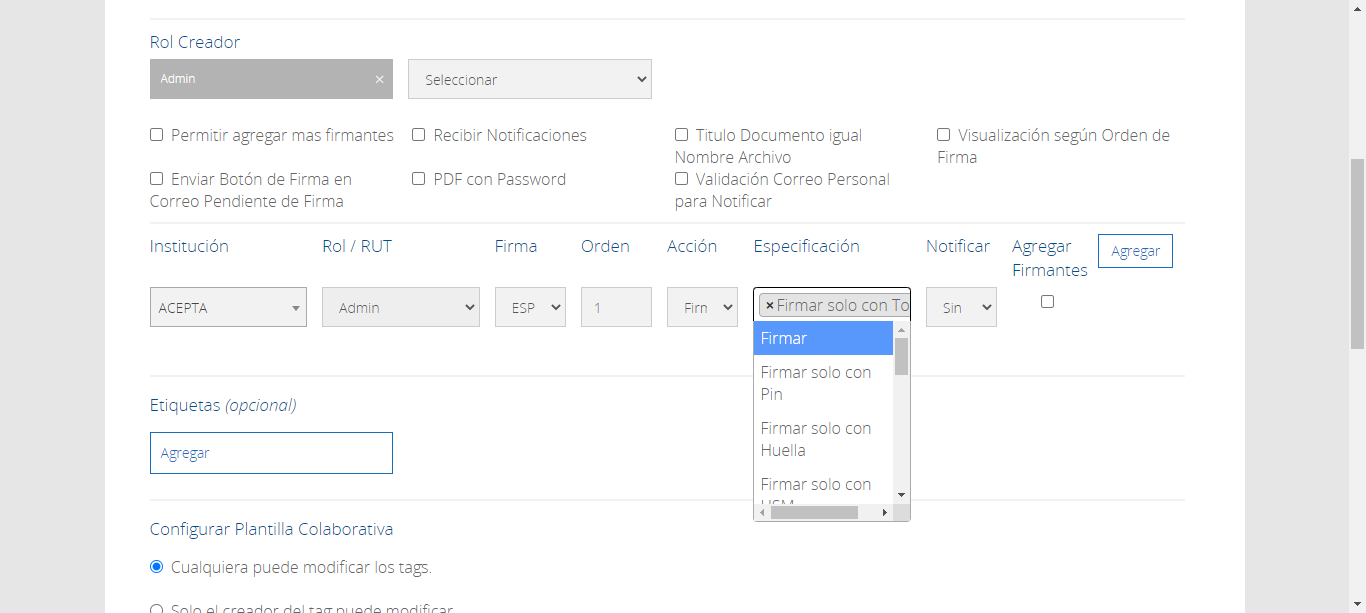 Rol Creador
Admin ×
Seleccionar
Permitir agregar mas firmantes
Recibir Notificaciones
Titulo Documento igual
Nombre Archivo
Visualización según Orden de
Firma
Enviar Botón de Firma en
Correo Pendiente de Firma
PDF con Password
Validación Correo Personal
para Notificar
Institución Rol / RUT Firma Orden Acción Especificación Notificar Agregar
Firmantes
Agregar
ACEPTA Admin ESP 1 Firn ×Firmar solo con To Sin
Firmar
Firmar solo con
Pin
Firmar solo con
Huella
Firmar solo con
HSM
Etiquetas (opcional)
Agregar
Configurar Plantilla Colaborativa
Cualquiera puede modificar los tags.
Solo el creador del tag puede modificar